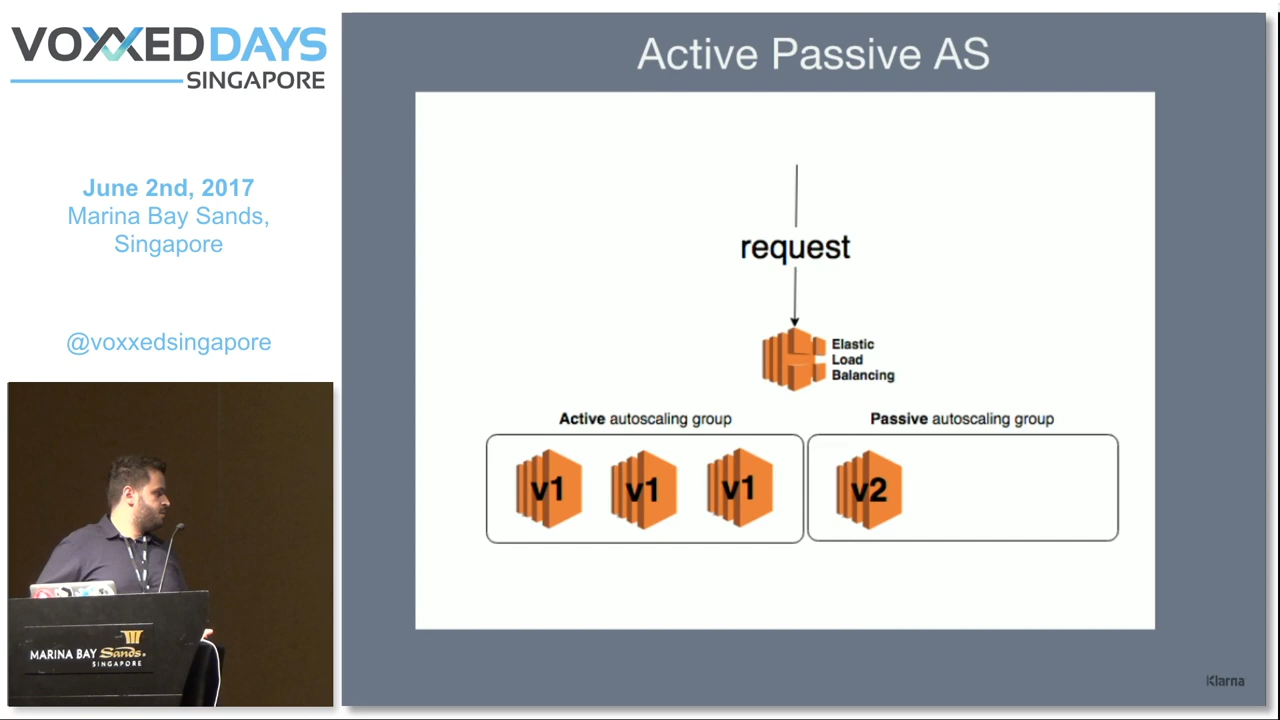 VOXXED DAYS
SINGAPORE
June 2nd, 2017
Marina Bay Sands,
Singapore
@voxxedsingapore
MARINA BAY Sands.
SINGAPORE
Active Passive AS
request
Elastic
Load
Balancing
Active autoscaling group
Passive autoscaling group
v1
v1
v1
v2
Klarna